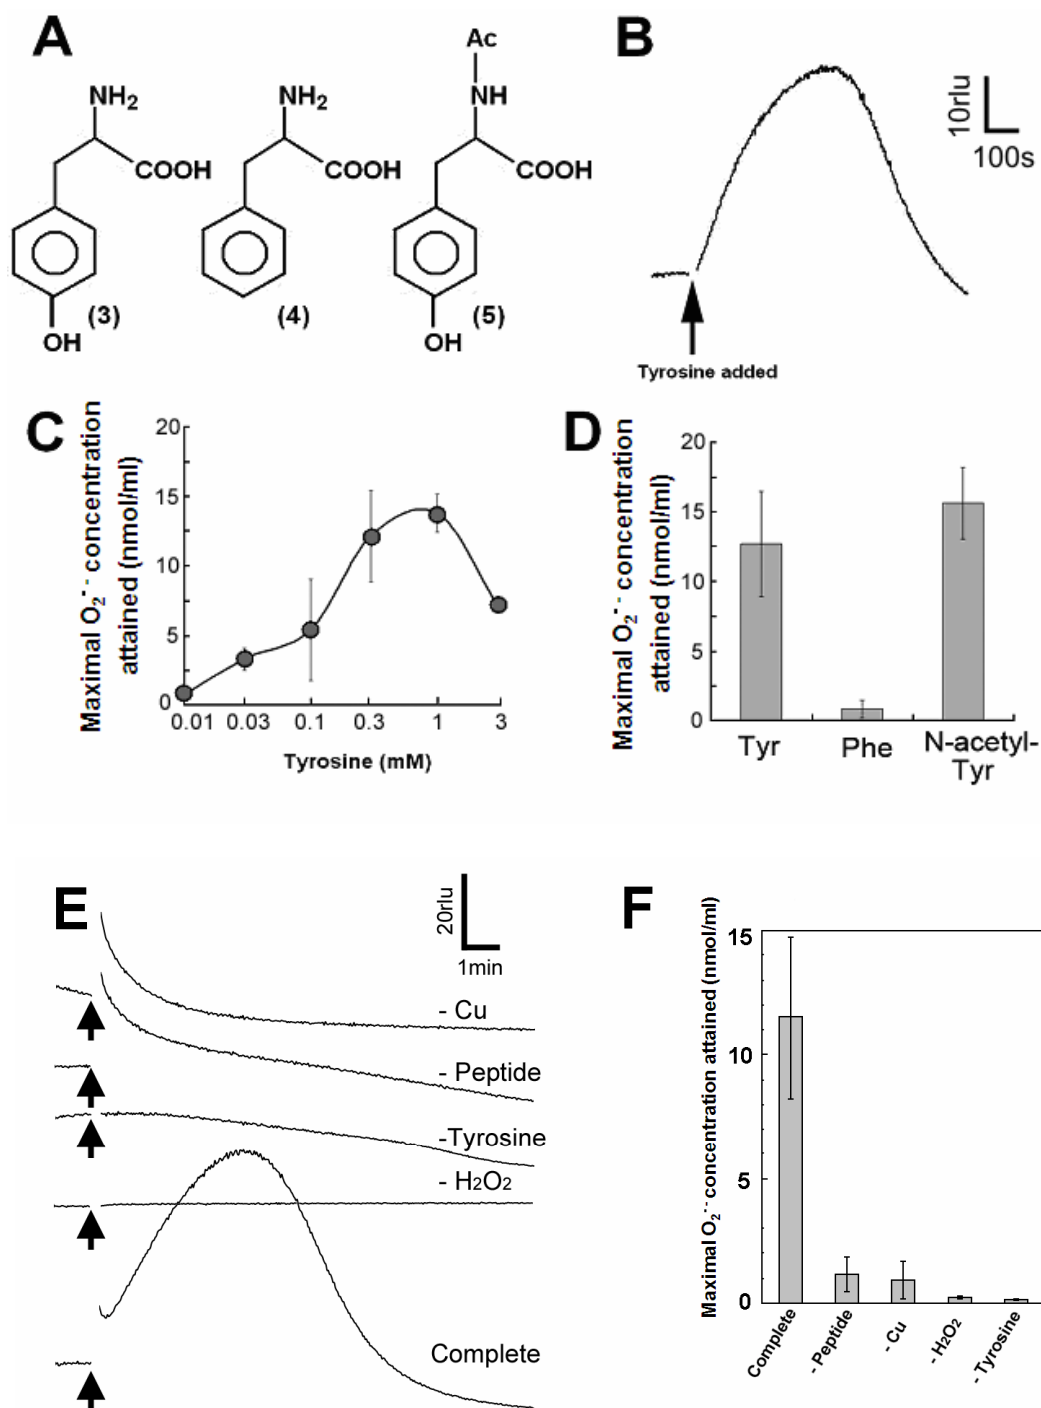 A
NH2
COOH
OH
(3)
NH2
COOH
(4)
Ac
NH
COOH
OH
(5)
B
10rlu
100s
Tyrosine added
C
Maximal O2•- concentration
attained (nmol/ml)
20
15
10
5
0
0.01 0.03 0.1 0.3 1 3
Tyrosine (mM)
D
Maximal O2•- concentration
attained (nmol/ml)
20
15
10
5
0
Tyr
Phe
N-acetyl-
Tyr
E
20rlu
1min
- Cu
- Peptide
-Tyrosine
- H2O2
Complete
F
Maximal O2•- concentration attained (nmol/ml)
15
10
5
0
Complete
- Peptide
- Cu
- H2O2
- Tyrosine